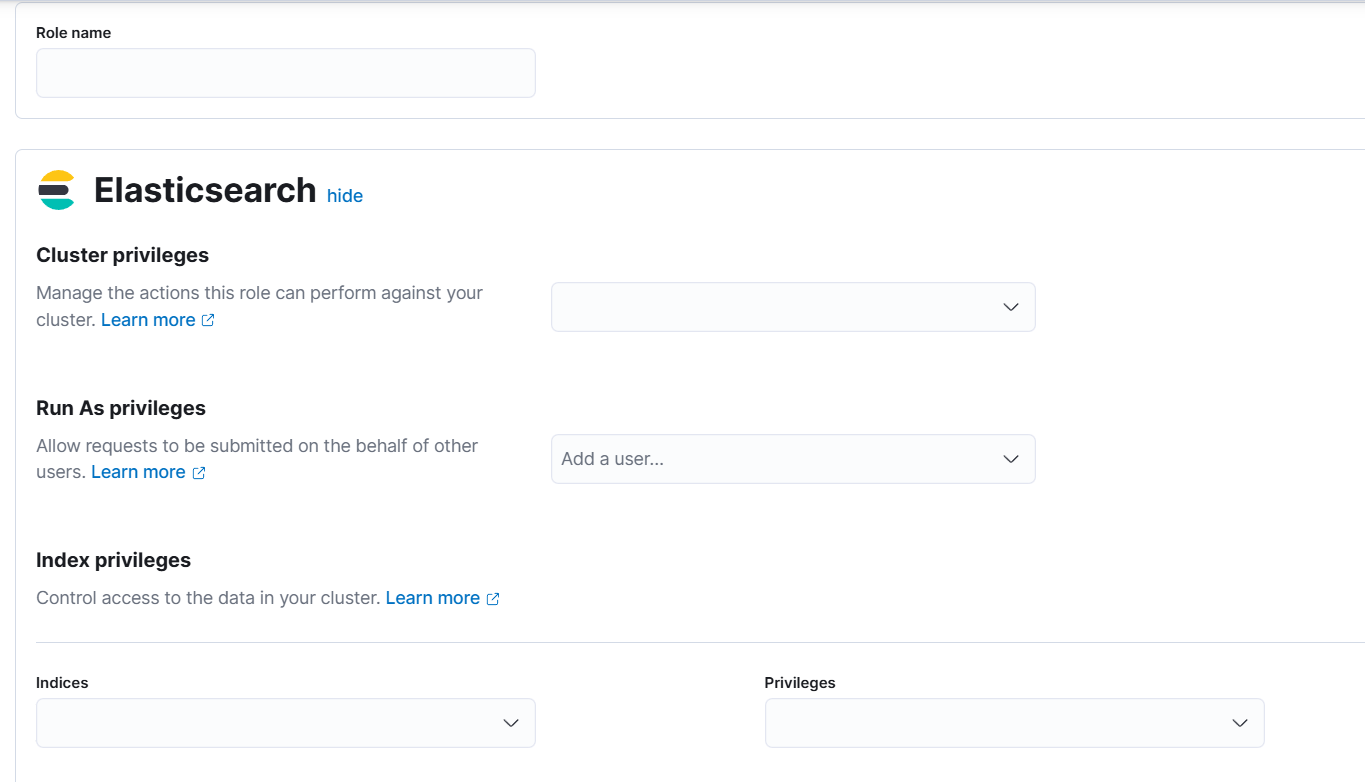 Role name
Elasticsearch hide
Cluster privileges
Manage the actions this role can perform against your
cluster. Learn more
Run As privileges
Allow requests to be submitted on the behalf of other
users. Learn more
Add a user...
Index privileges
Control access to the data in your cluster. Learn more
Indices
Privileges